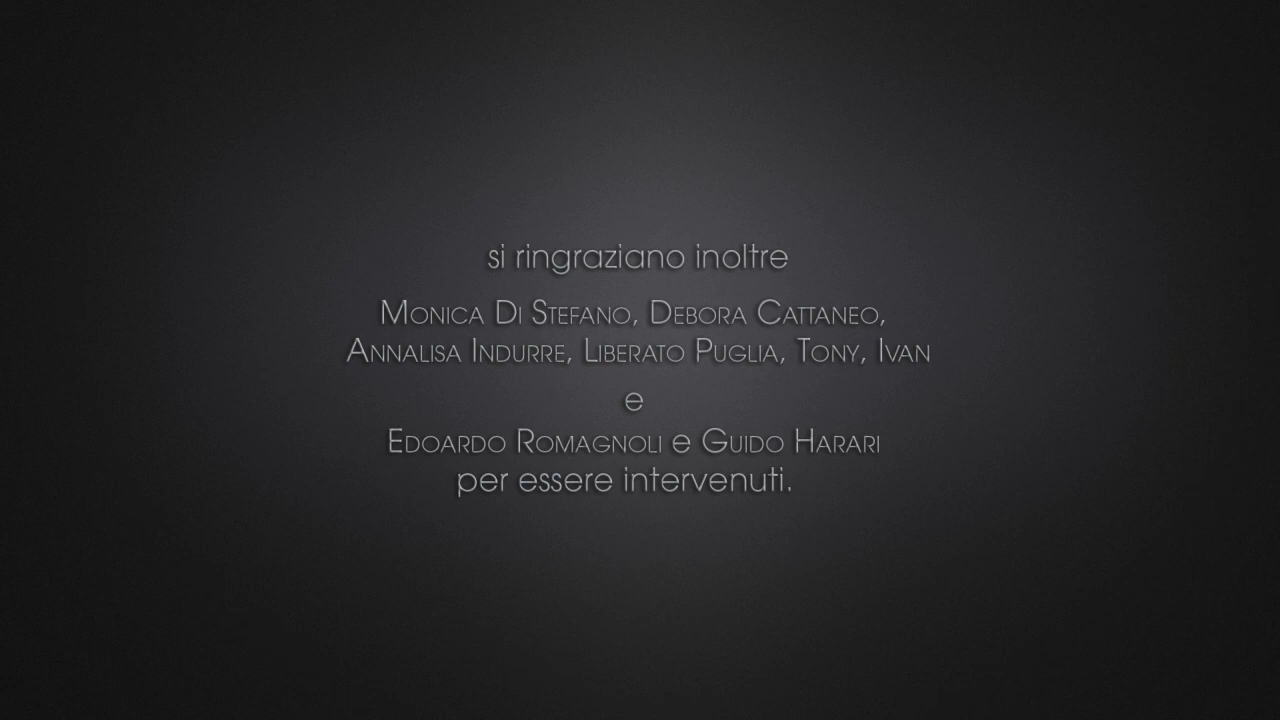 si ringraziano inoltre
Monica Di Stefano, Debora Cattaneo,
Annalisa Indurre, Liberato Puglia, Tony, Ivan
e
Edoardo Romagnoli e Guido Harari
per essere intervenuti.